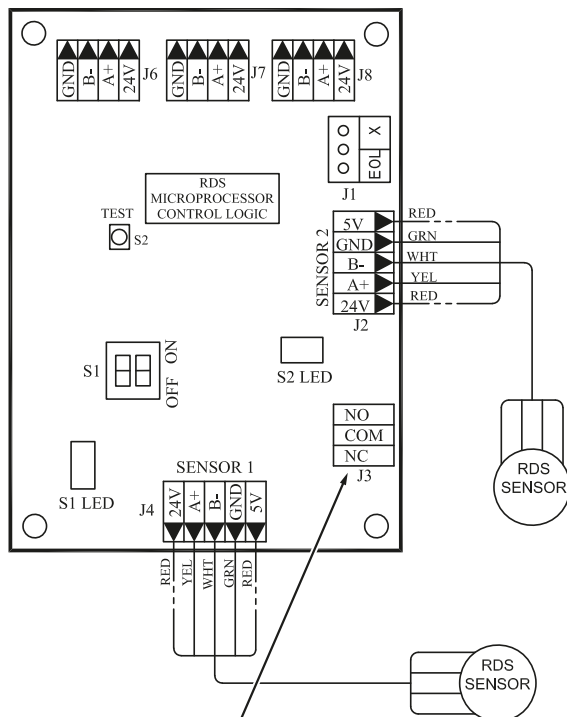 GND B- A+ 24V J6
GND B- A+ 24V J7
GND B- A+ 24V J8
X
EOL
J1
RDS
MICROPROCESSOR
CONTROL LOGIC
TEST
S2
SENSOR 2
5V RED
GND GRN
B- WHT
A+ YEL
24V RED
J2
S1
ON
OFF
S2 LED
NO
COM
NC
J3
S1 LED
SENSOR 1
J4 24V A+ B- GND 5V
RED YEL WHT GRN RED
RDS
SENSOR
RDS
SENSOR